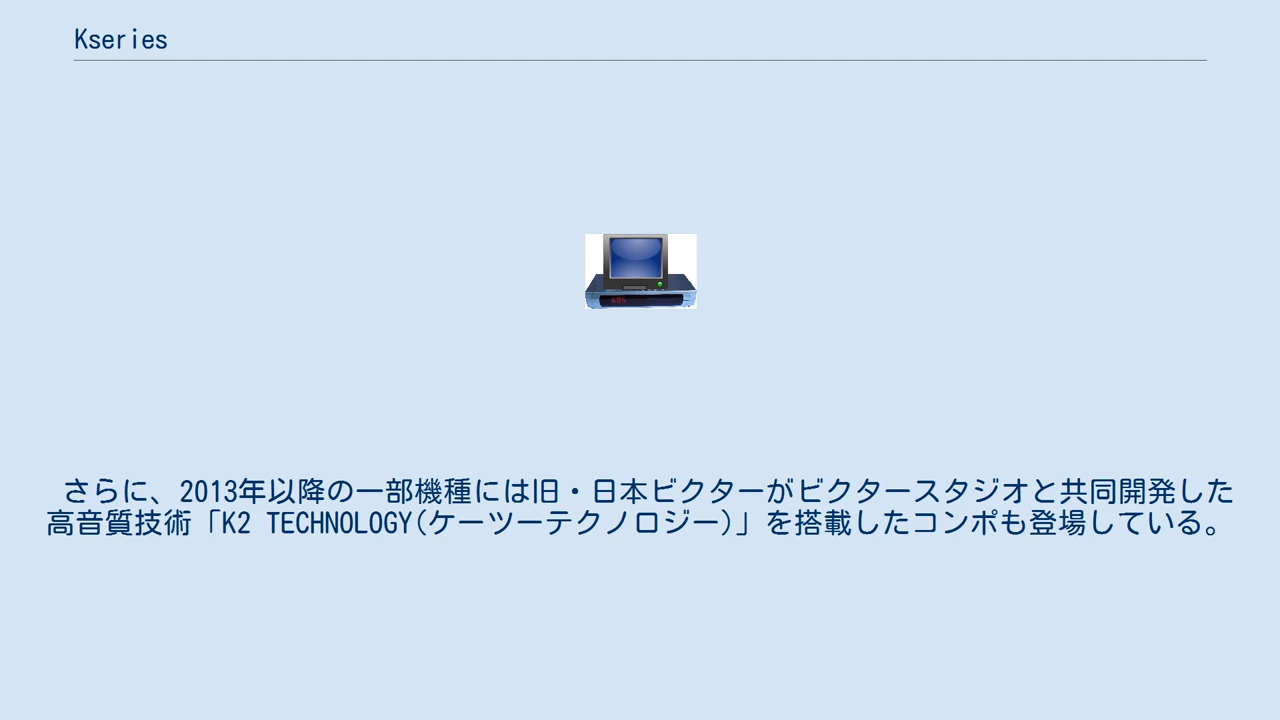 Kseries
さらに、2013年以降の一部機種には旧・日本ビクターがビクタースタジオと共同開発した
高音質技術「K2 TECHNOLOGY(ケーツーテクノロジー)」を搭載したコンポも登場している。